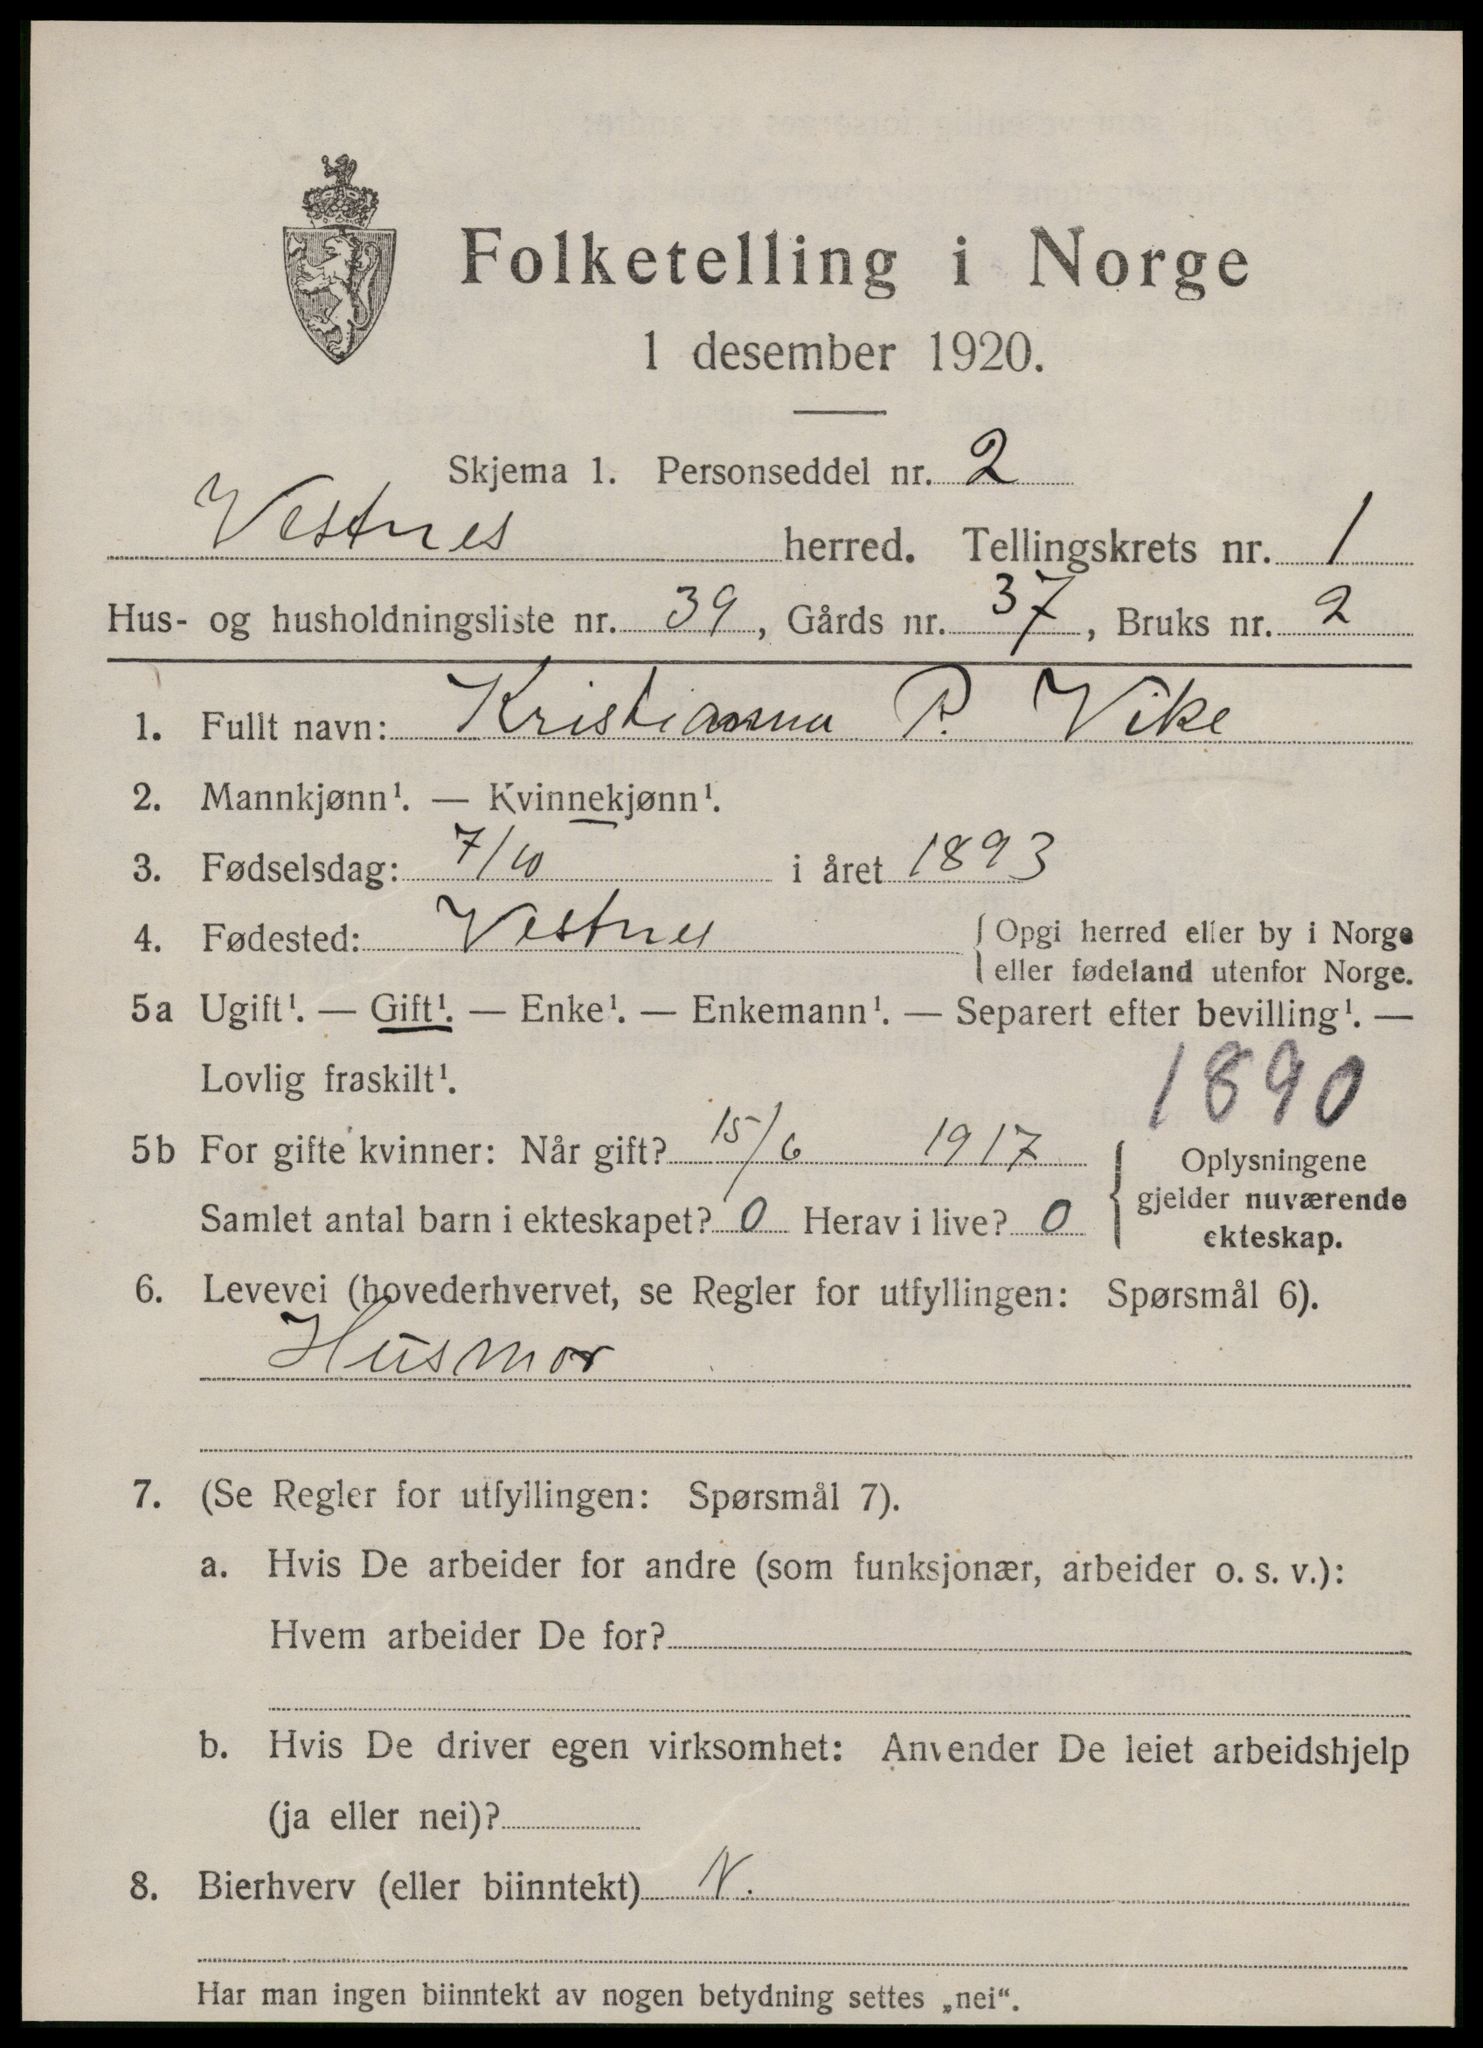 Folketelling i Norge
1 desember 1920.
Skjema 1. Personseddel nr. 2
Vestnes herred. Tellingskrets nr. 1
Hus- og husholdningsliste nr. 39, Gårds nr. 37, Bruks nr. 2
1. Fullt navn: Kristianna P. Vike
2. Mannkjønn¹. — Kvinnekjønn¹.
3. Fødselsdag: 7/10 i året 1893
4. Fødested: Vestnes { Opgi herred eller by i Norge
eller fødeland utenfor Norge.
5a Ugift¹. — Gift¹. — Enke¹. — Enkemann¹. — Separert efter bevilling¹. —
Lovlig fraskilt¹.
1890
5b For gifte kvinner: Når gift? 15/6 1917 { Oplysningene
gjelder nuværende
Samlet antal barn i ekteskapet? 0 Herav i live? 0 ekteskap.
6. Levevei (hovederhvervet, se Regler for utfyllingen: Spørsmål 6).
Husmor
7. (Se Regler for utfyllingen: Spørsmål 7).
a. Hvis De arbeider for andre (som funksjonær, arbeider o. s. v.):
Hvem arbeider De for?
b. Hvis De driver egen virksomhet: Anvender De leiet arbeidshjelp
(ja eller nei)?
8. Bierhverv (eller biinntekt) N.
Har man ingen biinntekt av nogen betydning settes „nei“.